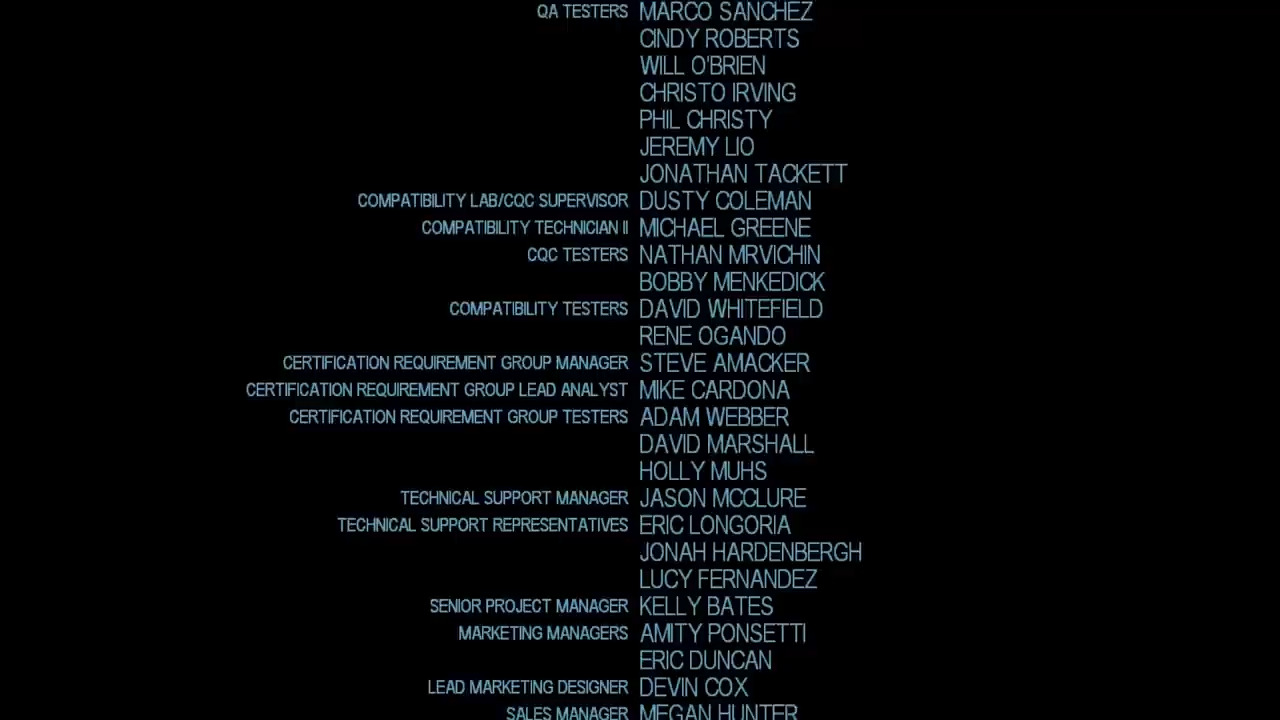 QA TESTERS MARCO SANCHEZ
CINDY ROBERTS
WILL O'BRIEN
CHRISTO IRVING
PHIL CHRISTY
JEREMY LIO
JONATHAN TACKETT
COMPATIBILITY LAB/CQC SUPERVISOR DUSTY COLEMAN
COMPATIBILITY TECHNICIAN II MICHAEL GREENE
CQC TESTERS NATHAN MRVICHIN
BOBBY MENKEDICK
COMPATIBILITY TESTERS DAVID WHITEFIELD
RENE OGANDO
CERTIFICATION REQUIREMENT GROUP MANAGER STEVE AMACKER
CERTIFICATION REQUIREMENT GROUP LEAD ANALYST MIKE CARDONA
CERTIFICATION REQUIREMENT GROUP TESTERS ADAM WEBBER
DAVID MARSHALL
HOLLY MUHS
TECHNICAL SUPPORT MANAGER JASON MCCLURE
TECHNICAL SUPPORT REPRESENTATIVES ERIC LONGORIA
JONAH HARDENBERGH
LUCY FERNANDEZ
SENIOR PROJECT MANAGER KELLY BATES
MARKETING MANAGERS AMITY PONSETTI
ERIC DUNCAN
LEAD MARKETING DESIGNER DEVIN COX
SALES MANAGER MEGAN HUNTER